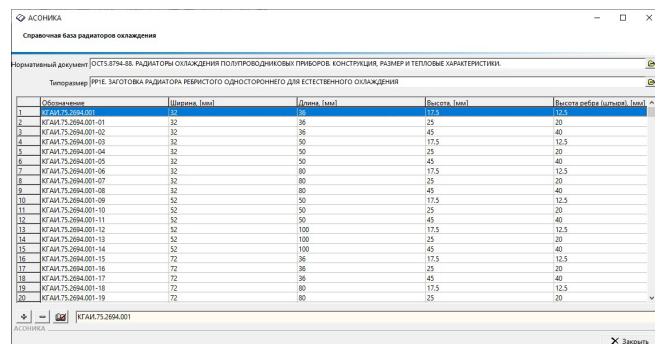 АСОНИКА
Справочная база радиаторов охлаждения
Нормативный документ ОСТ5.8794-88. РАДИАТОРЫ ОХЛАЖДЕНИЯ ПОЛУПРОВОДНИКОВЫХ ПРИБОРОВ. КОНСТРУКЦИЯ, РАЗМЕР И ТЕПЛОВЫЕ ХАРАКТЕРИСТИКИ.
Типоразмер РР1Е. ЗАГОТОВКА РАДИАТОРА РЕБРИСТОГО ОДНОСТОРОННЕГО ДЛЯ ЕСТЕСТВЕННОГО ОХЛАЖДЕНИЯ
Обозначение Ширина, [мм] Длина, [мм] Высота, [мм] Высота ребра (штыря), [мм]
1 КГАИ.75.2694.001 32 36 17.5 12.5
2 КГАИ.75.2694.001-01 32 36 25 20
3 КГАИ.75.2694.001-02 32 36 45 40
4 КГАИ.75.2694.001-03 32 50 17.5 12.5
5 КГАИ.75.2694.001-04 32 50 25 20
6 КГАИ.75.2694.001-05 32 50 45 40
7 КГАИ.75.2694.001-06 32 80 17.5 12.5
8 КГАИ.75.2694.001-07 32 80 25 20
9 КГАИ.75.2694.001-08 32 80 45 40
10 КГАИ.75.2694.001-09 52 50 17.5 12.5
11 КГАИ.75.2694.001-10 52 50 25 20
12 КГАИ.75.2694.001-11 52 50 45 40
13 КГАИ.75.2694.001-12 52 100 17.5 12.5
14 КГАИ.75.2694.001-13 52 100 25 20
15 КГАИ.75.2694.001-14 52 100 45 40
16 КГАИ.75.2694.001-15 72 36 17.5 12.5
17 КГАИ.75.2694.001-16 72 36 25 20
18 КГАИ.75.2694.001-17 72 36 45 40
19 КГАИ.75.2694.001-18 72 80 17.5 12.5
20 КГАИ.75.2694.001-19 72 80 25 20
КГАИ.75.2694.001
АСОНИКА
Закрыть